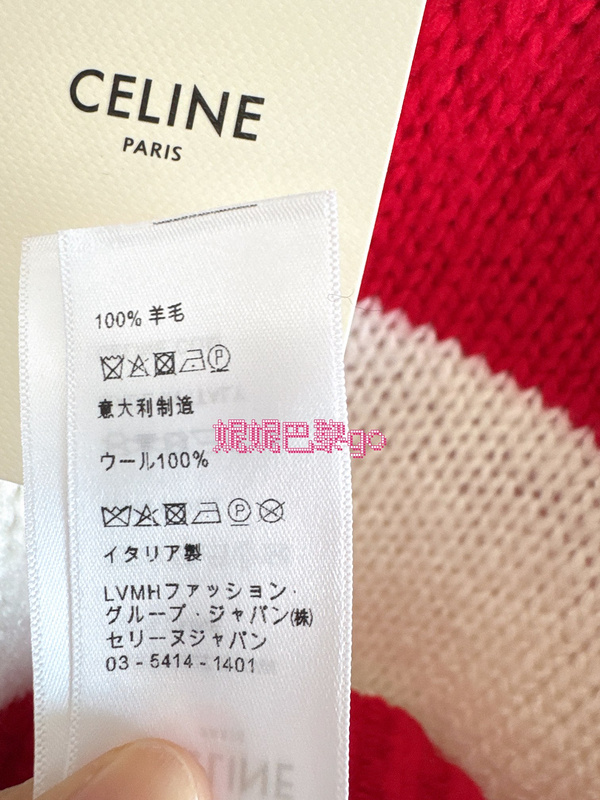 CELINE
PARIS
100% 羊毛
意大利制造
妮妮巴黎go
ウール100%
イタリア製
LVMHファッション・
グループ・ジャパン(株)
セリーヌジャパン
03 - 5414 - 1401